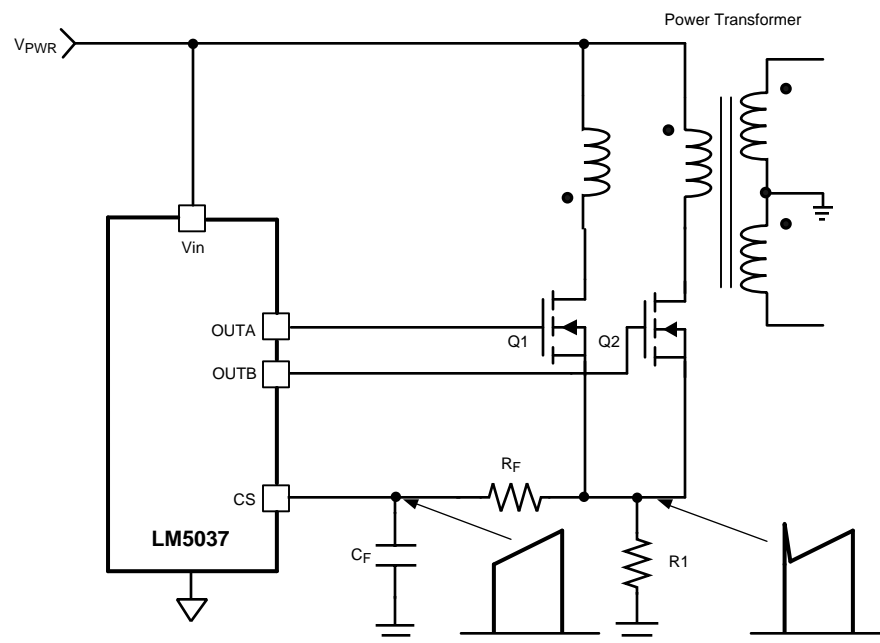 Power Transformer
VPWR
Vin
OUTA
Q1
Q2
OUTB
RF
CS
LM5037
CF
R1